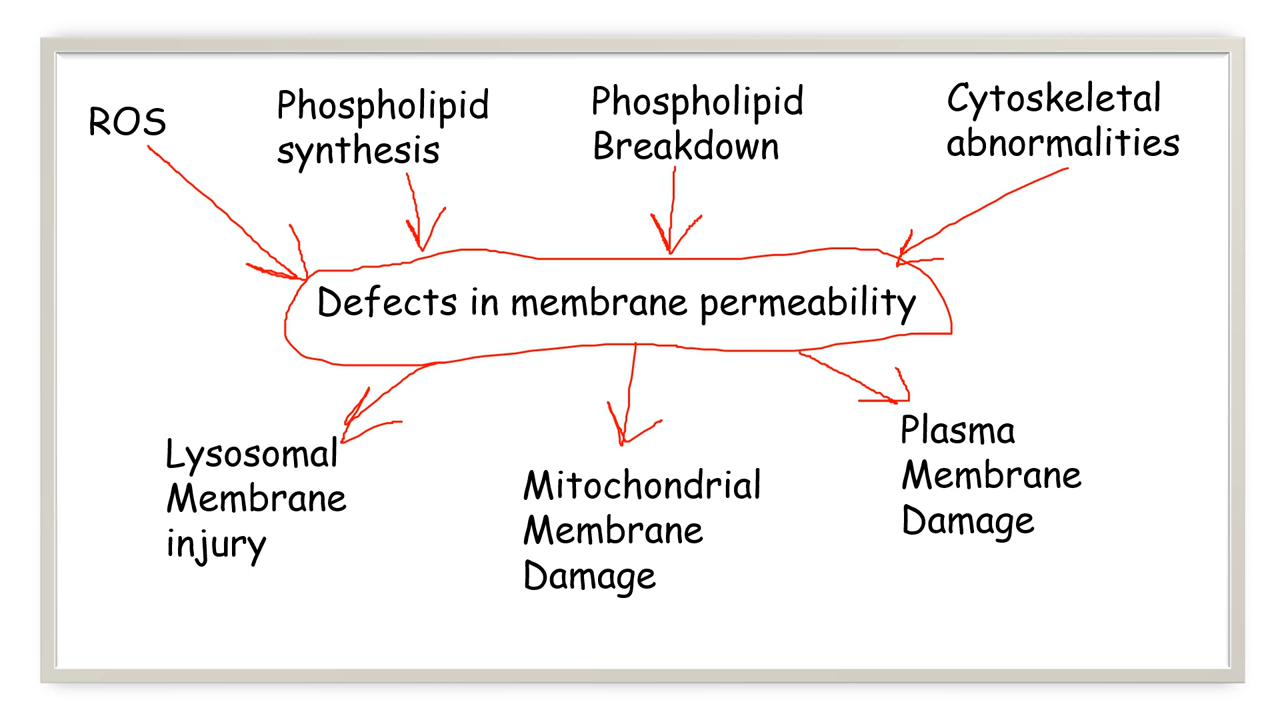 ROS
Phospholipid
synthesis
Phospholipid
Breakdown
Cytoskeletal
abnormalities
Defects in membrane permeability
Lysosomal
Membrane
injury
Mitochondrial
Membrane
Damage
Plasma
Membrane
Damage